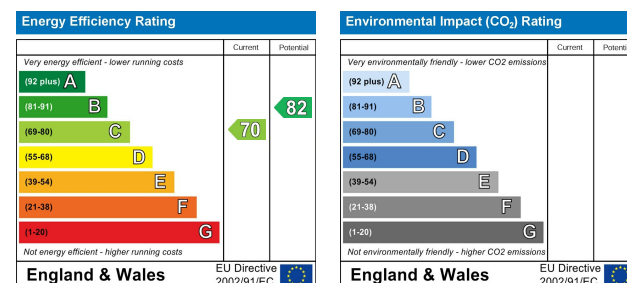 Energy Efficiency Rating
Current Potential
Very energy efficient - lower running costs
(92 plus) A
(81-91) B
82
(69-80) C
70
(55-68) D
(39-54) E
(21-38) F
(1-20) G
Not energy efficient - higher running costs
England & Wales
EU Directive
2002/91/EC
Environmental Impact (CO₂) Rating
Current Potenti
Very environmentally friendly - lower CO2 emissions
(92 plus) A
(81-91) B
(69-80) C
(55-68) D
(39-54) E
(21-38) F
(1-20) G
Not environmentally friendly - higher CO2 emissions
England & Wales
EU Directive
2002/91/EC